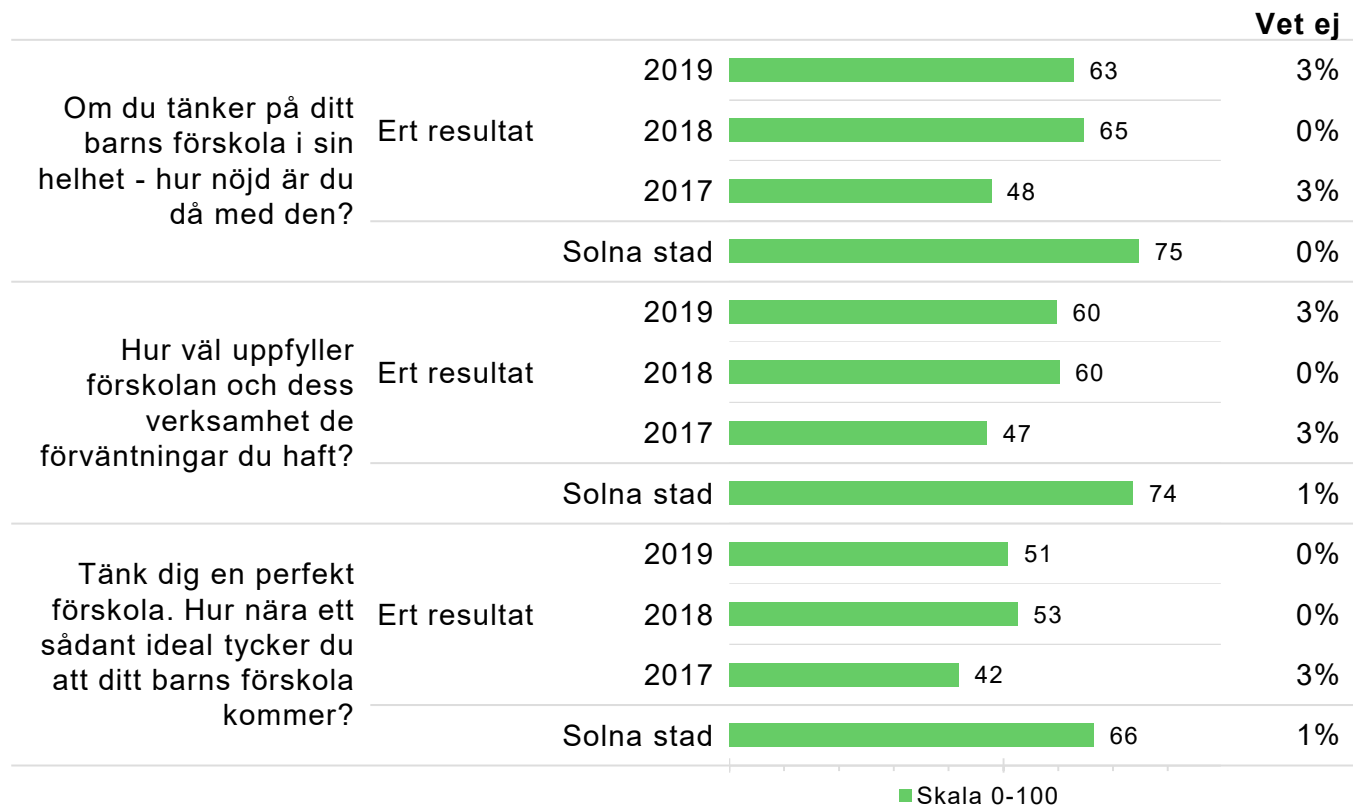 Vet ej
Om du tänker på ditt
barns förskola i sin
helhet - hur nöjd är du
då med den?
Ert resultat
2019 63 3%
2018 65 0%
2017 48 3%
Solna stad 75 0%
Hur väl uppfyller
förskolan och dess
verksamhet de
förväntningar du haft?
Ert resultat
2019 60 3%
2018 60 0%
2017 47 3%
Solna stad 74 1%
Tänk dig en perfekt
förskola. Hur nära ett
sådant ideal tycker du
att ditt barns förskola
kommer?
Ert resultat
2019 51 0%
2018 53 0%
2017 42 3%
Solna stad 66 1%
Skala 0-100